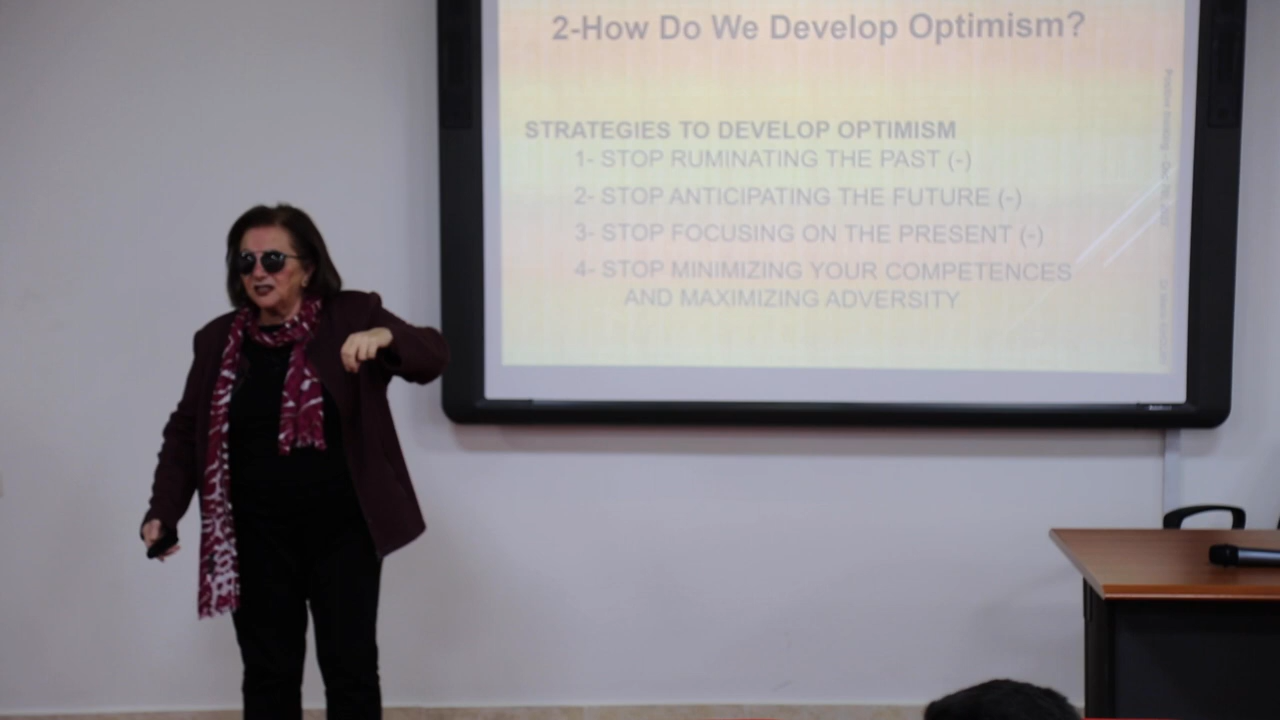 2-How Do We Develop Optimism?
STRATEGIES TO DEVELOP OPTIMISM
1- STOP RUMINATING THE PAST (-)
2- STOP ANTICIPATING THE FUTURE (-)
3- STOP FOCUSING ON THE PRESENT (-)
4- STOP MINIMIZING YOUR COMPETENCES
AND MAXIMIZING ADVERSITY